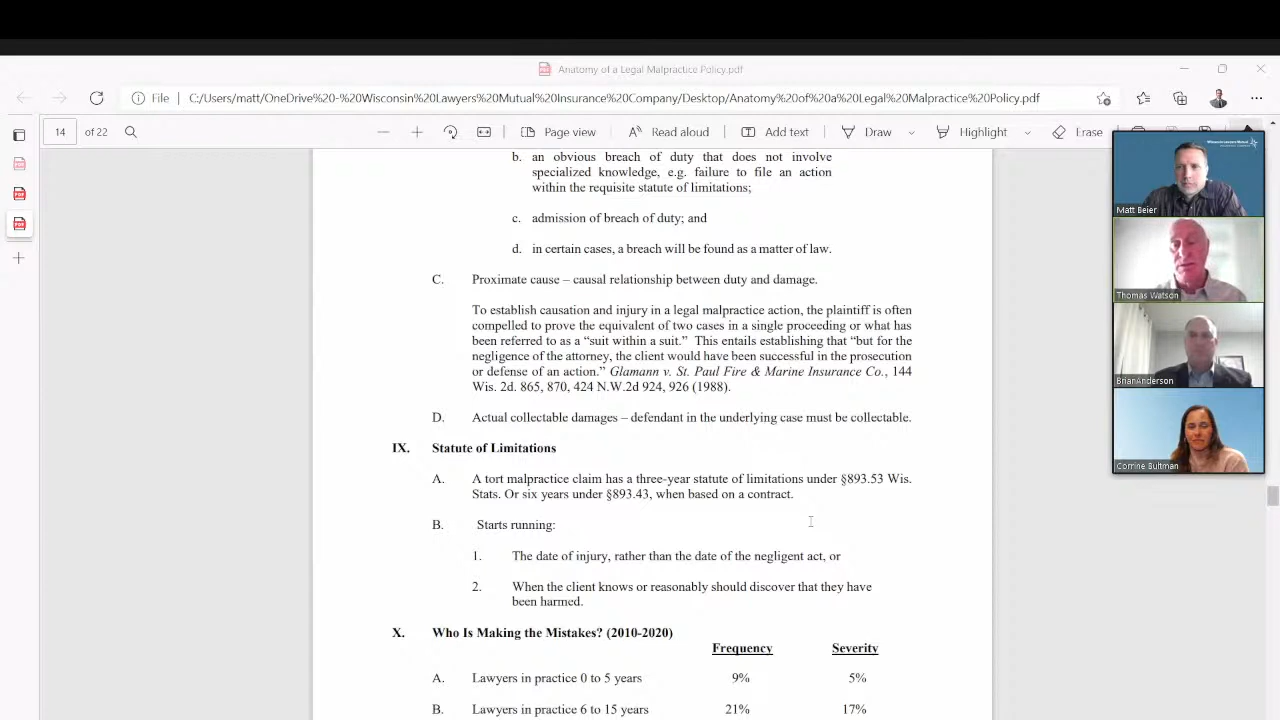 Anatomy of a Legal Malpractice Policy.pdf
File
C:/Users/matt/OneDrive%20-%20Wisconsin%20Lawyers%20Mutual%20Insurance%20Company/Desktop/Anatomy%20of%20a%20Legal%20Malpractice%20Policy.pdf
14 of 22
Page view
Read aloud
Add text
Draw
Highlight
Erase
b. an obvious breach of duty that does not involve
specialized knowledge, e.g. failure to file an action
within the requisite statute of limitations;
c. admission of breach of duty; and
d. in certain cases, a breach will be found as a matter of law.
C. Proximate cause – causal relationship between duty and damage.
To establish causation and injury in a legal malpractice action, the plaintiff is often
compelled to prove the equivalent of two cases in a single proceeding or what has
been referred to as a “suit within a suit.” This entails establishing that “but for the
negligence of the attorney, the client would have been successful in the prosecution
or defense of an action.” Glamann v. St. Paul Fire & Marine Insurance Co., 144
Wis. 2d. 865, 870, 424 N.W.2d 924, 926 (1988).
D. Actual collectable damages – defendant in the underlying case must be collectable.
IX. Statute of Limitations
A. A tort malpractice claim has a three-year statute of limitations under §893.53 Wis.
Stats. Or six years under §893.43, when based on a contract.
B. Starts running:
1. The date of injury, rather than the date of the negligent act, or
2. When the client knows or reasonably should discover that they have
been harmed.
X. Who Is Making the Mistakes? (2010-2020)
Frequency Severity
A. Lawyers in practice 0 to 5 years 9% 5%
B. Lawyers in practice 6 to 15 years 21% 17%
Matt Beier
Thomas Watson
Brian Anderson
Corrine Bultman